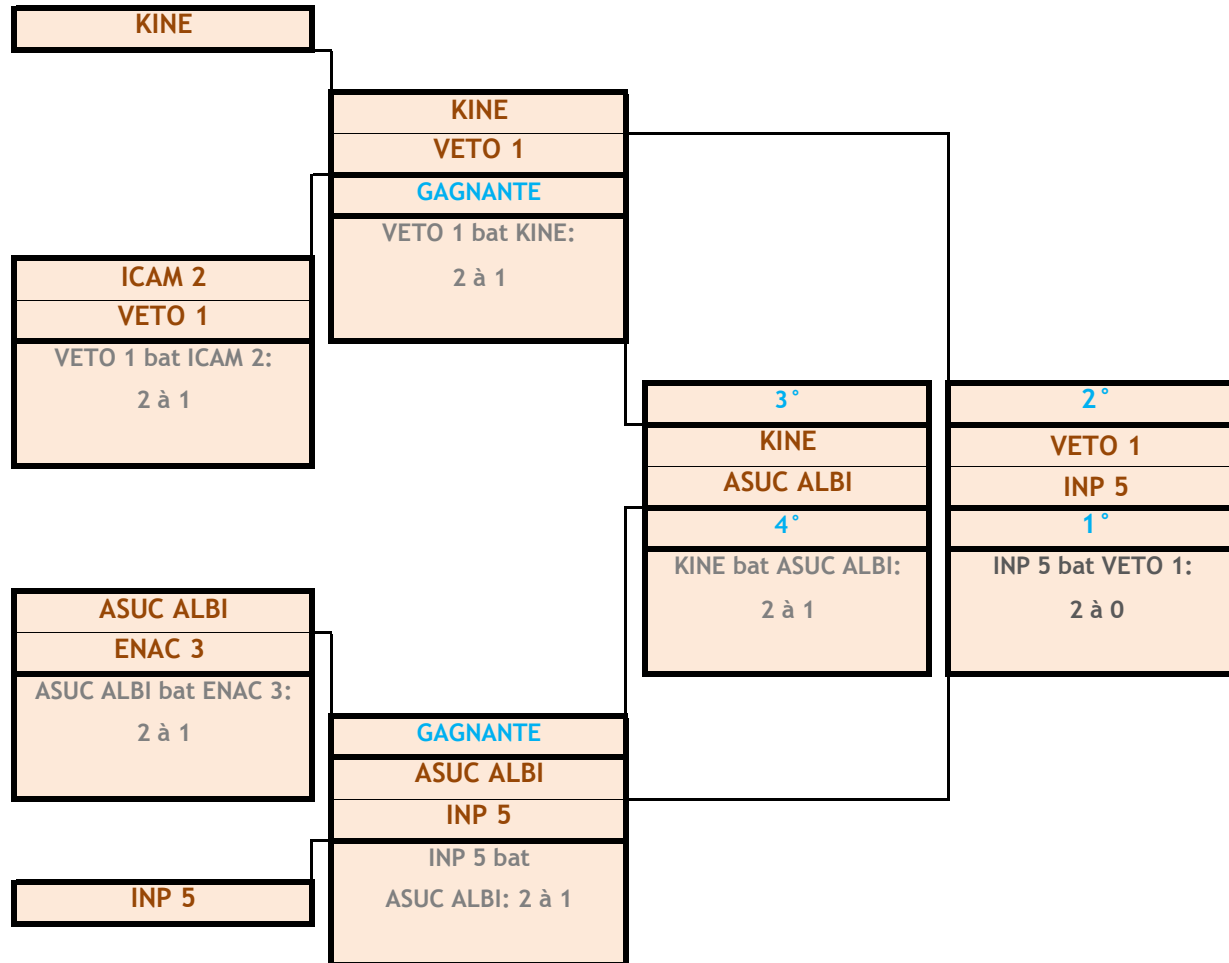 KINE
KINE
VETO 1
GAGNANTE
VETO 1 bat KINE:
2 à 1
ICAM 2
VETO 1
VETO 1 bat ICAM 2:
2 à 1
3°
KINE
ASUC ALBI
4°
KINE bat ASUC ALBI:
2 à 1
2°
VETO 1
INP 5
1°
INP 5 bat VETO 1:
2 à 0
ASUC ALBI
ENAC 3
ASUC ALBI bat ENAC 3:
2 à 1
GAGNANTE
ASUC ALBI
INP 5
INP 5 bat
ASUC ALBI: 2 à 1
INP 5